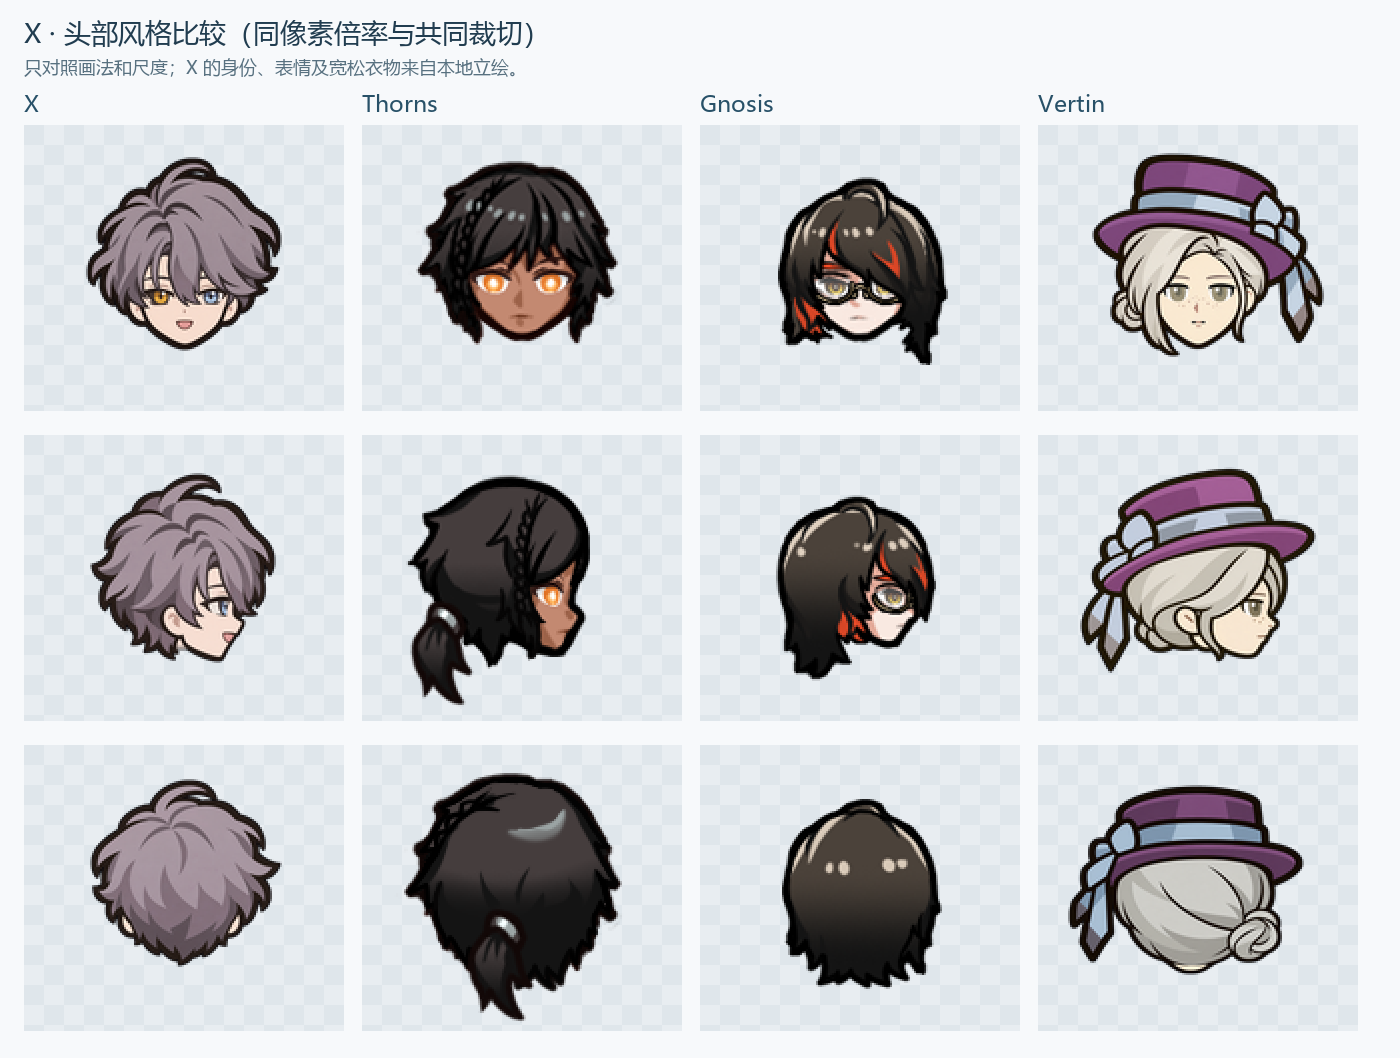 X · 头部风格比较（同像素倍率与共同裁切）
只对照画法和尺度；X 的身份、表情及宽松衣物来自本地立绘。
X
Thorns
Gnosis
Vertin